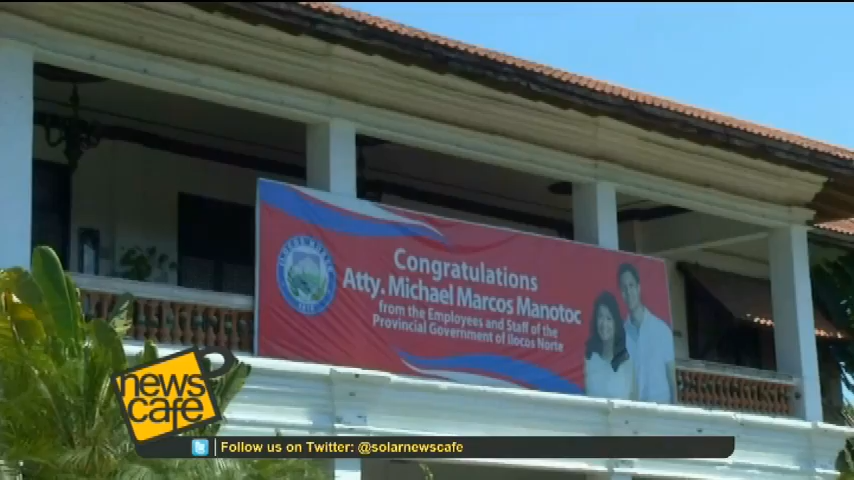 Congratulations
Atty. Michael Marcos Manotoc
from the Employees and Staff of the
Provincial Government of Ilocos Norte
news
cafe
Follow us on Twitter: @solarnewscafe